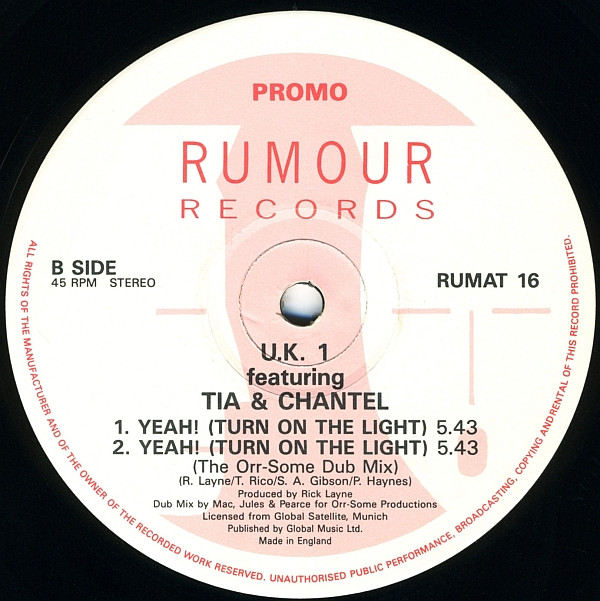 PROMO
RUMOUR
RECORDS
B SIDE
45 RPM STEREO
RUMAT 16
U.K. 1
featuring
TIA & CHANTEL
1. YEAH! (TURN ON THE LIGHT) 5.43
2. YEAH! (TURN ON THE LIGHT) 5.43
(The Orr-Some Dub Mix)
(R. Layne/T. Rico/S. A. Gibson/P. Haynes)
Produced by Rick Layne
Dub Mix by Mac, Jules & Pearce for Orr-Some Productions
Licensed from Global Satellite, Munich
Published by Global Music Ltd.
Made in England
ALL RIGHTS OF THE MANUFACTURER AND OF THE OWNER OF THE RECORDED WORK RESERVED. UNAUTHORISED PUBLIC PERFORMANCE, BROADCASTING, COPYING ANDRENTAL OF THIS RECORD PROHIBITED.